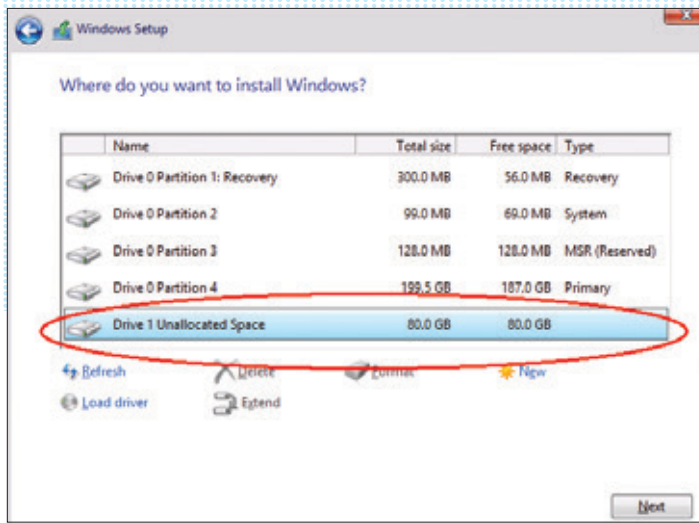 Windows Setup
Where do you want to install Windows?
Name Total size Free space Type
Drive 0 Partition 1: Recovery 300.0 MB 56.0 MB Recovery
Drive 0 Partition 2 99.0 MB 69.0 MB System
Drive 0 Partition 3 128.0 MB 128.0 MB MSR (Reserved)
Drive 0 Partition 4 199.5 GB 187.0 GB Primary
Drive 1 Unallocated Space 80.0 GB 80.0 GB
Refresh Delete Format New
Load driver Extend
Next